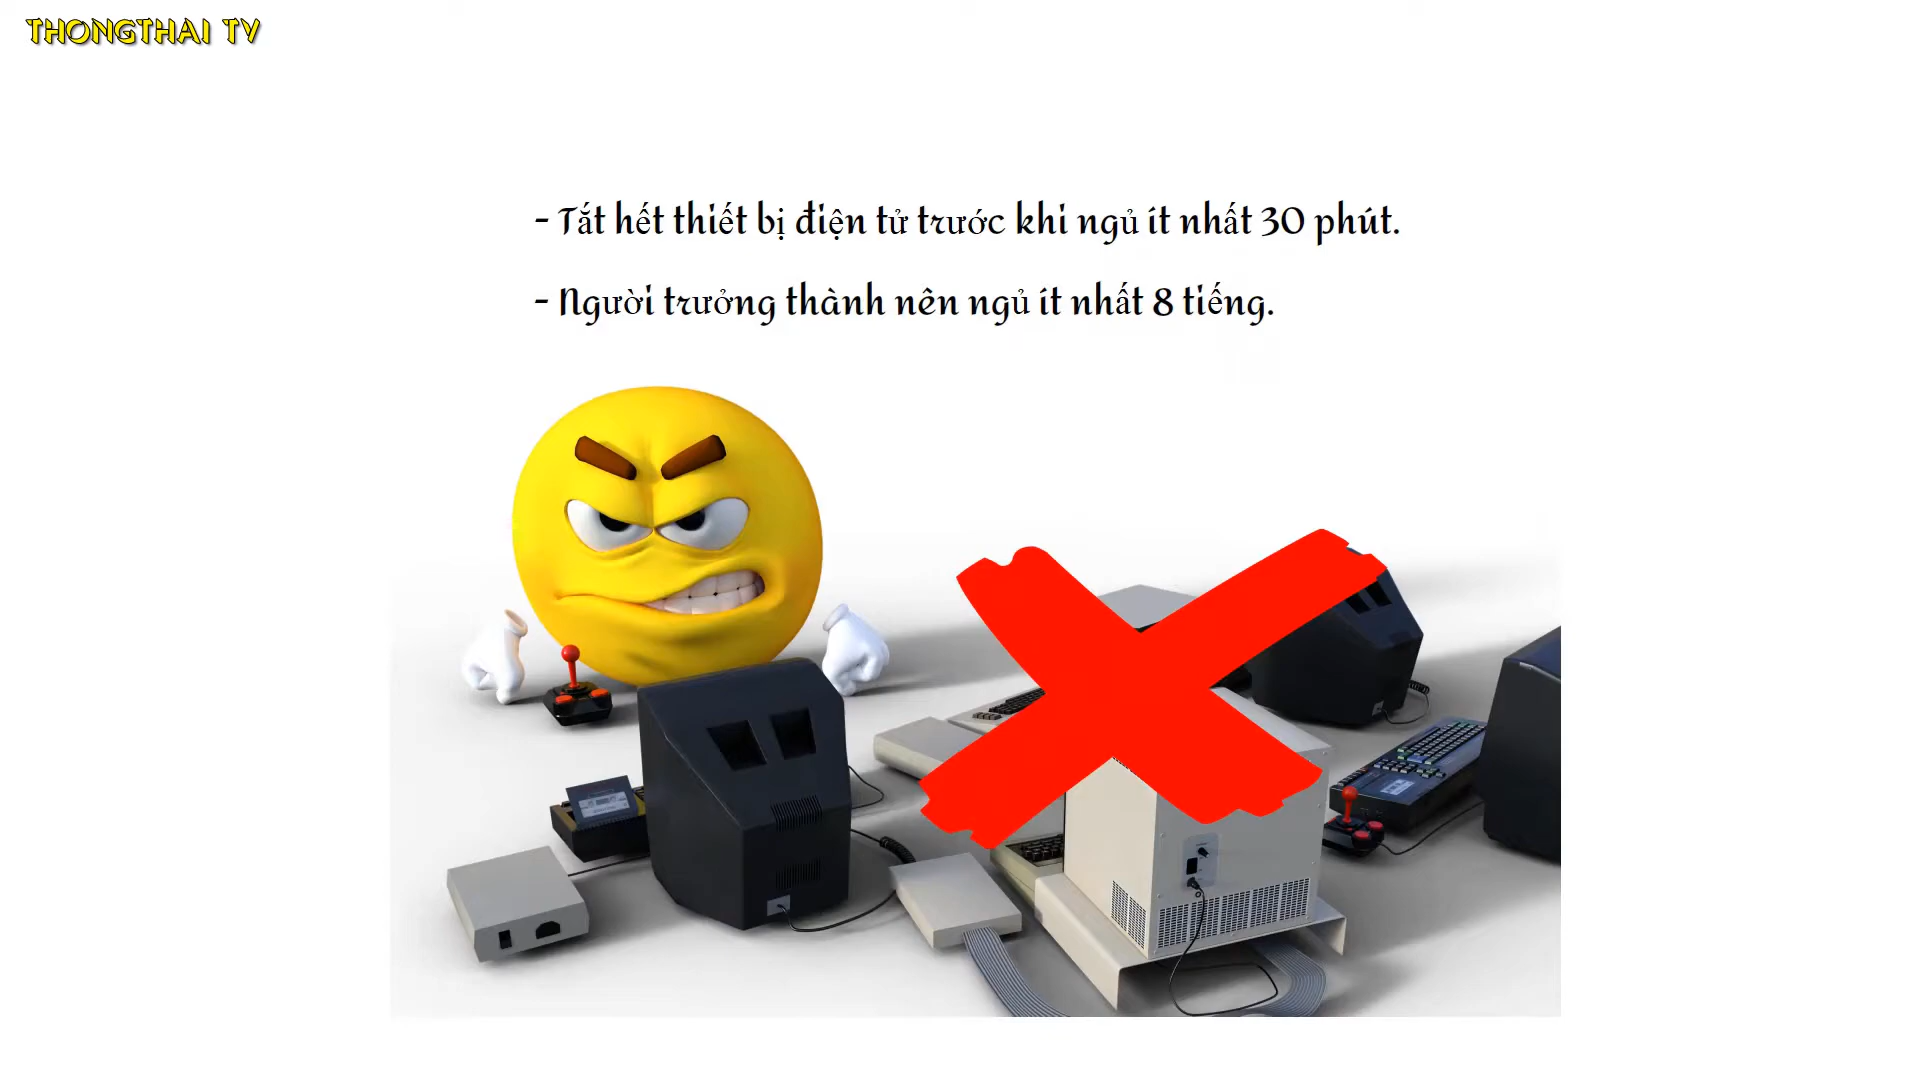 THONGTHAI TV
- Tắt hết thiết bị điện tử trước khi ngủ ít nhất 30 phút.
- Người trưởng thành nên ngủ ít nhất 8 tiếng.